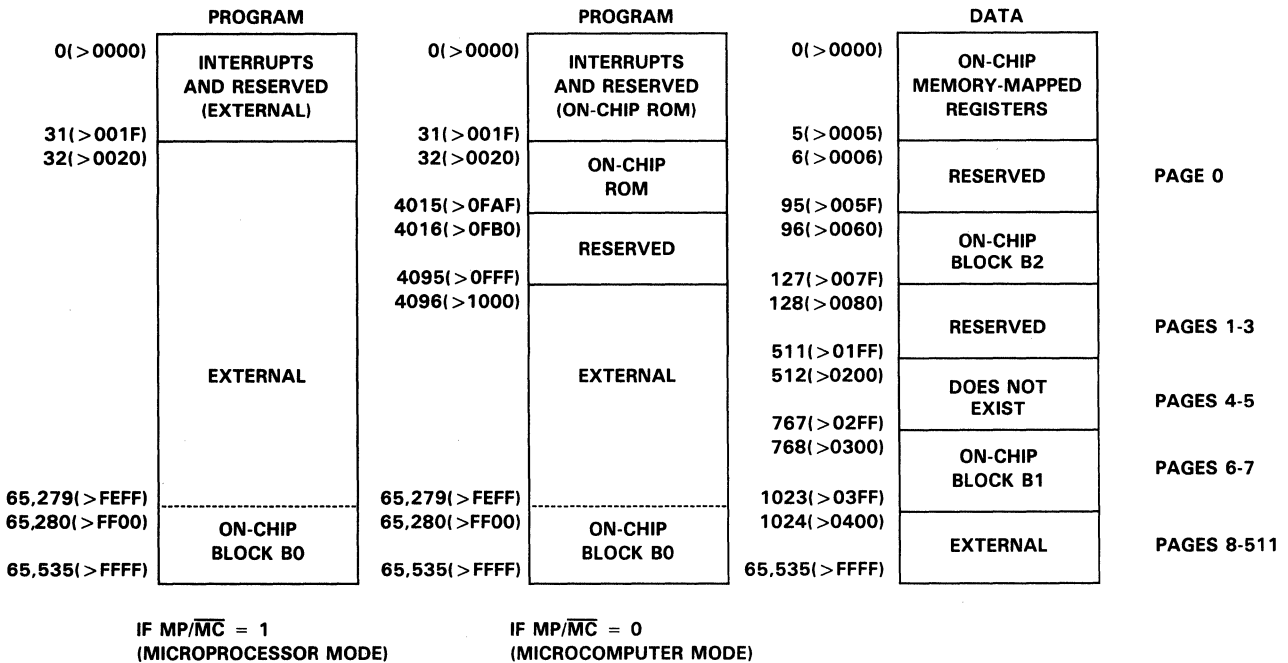 PROGRAM
0(>0000)
INTERRUPTS
AND RESERVED
(EXTERNAL)
31(>001F)
32(>0020)
EXTERNAL
65,279(>FEFF)
65,280(>FF00)
ON-CHIP
BLOCK B0
65,535(>FFFF)
IF MP/M̅C̅ = 1
(MICROPROCESSOR MODE)
PROGRAM
0(>0000)
INTERRUPTS
AND RESERVED
(ON-CHIP ROM)
31(>001F)
32(>0020)
ON-CHIP
ROM
4015(>0FAF)
4016(>0FB0)
RESERVED
4095(>0FFF)
4096(>1000)
EXTERNAL
65,279(>FEFF)
65,280(>FF00)
ON-CHIP
BLOCK B0
65,535(>FFFF)
IF MP/M̅C̅ = 0
(MICROCOMPUTER MODE)
DATA
0(>0000)
ON-CHIP
MEMORY-MAPPED
REGISTERS
5(>0005)
6(>0006)
RESERVED
PAGE 0
95(>005F)
96(>0060)
ON-CHIP
BLOCK B2
127(>007F)
128(>0080)
RESERVED
PAGES 1-3
511(>01FF)
512(>0200)
DOES NOT
EXIST
PAGES 4-5
767(>02FF)
768(>0300)
ON-CHIP
BLOCK B1
PAGES 6-7
1023(>03FF)
1024(>0400)
EXTERNAL
PAGES 8-511
65,535(>FFFF)